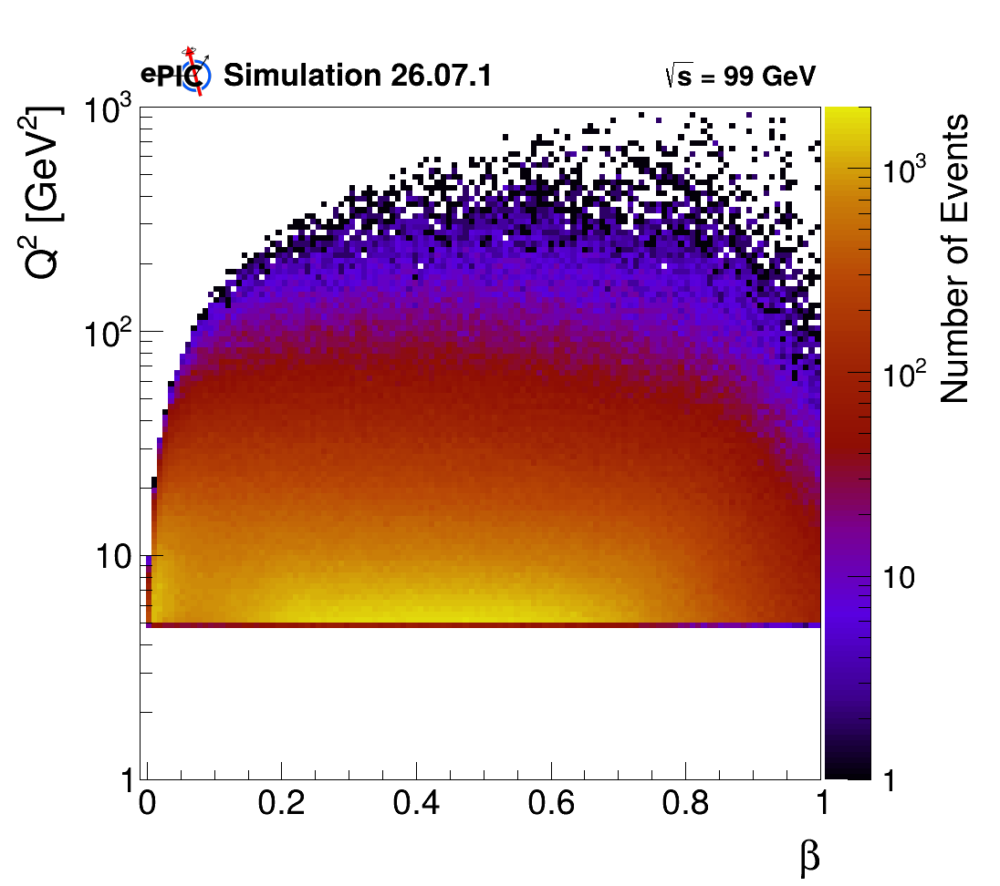 ePIC Simulation 26.07.1 √s = 99 GeV
Q² [GeV²]
10³
10²
10
1
0 0.2 0.4 0.6 0.8 1
β
10³
10²
10
1
Number of Events